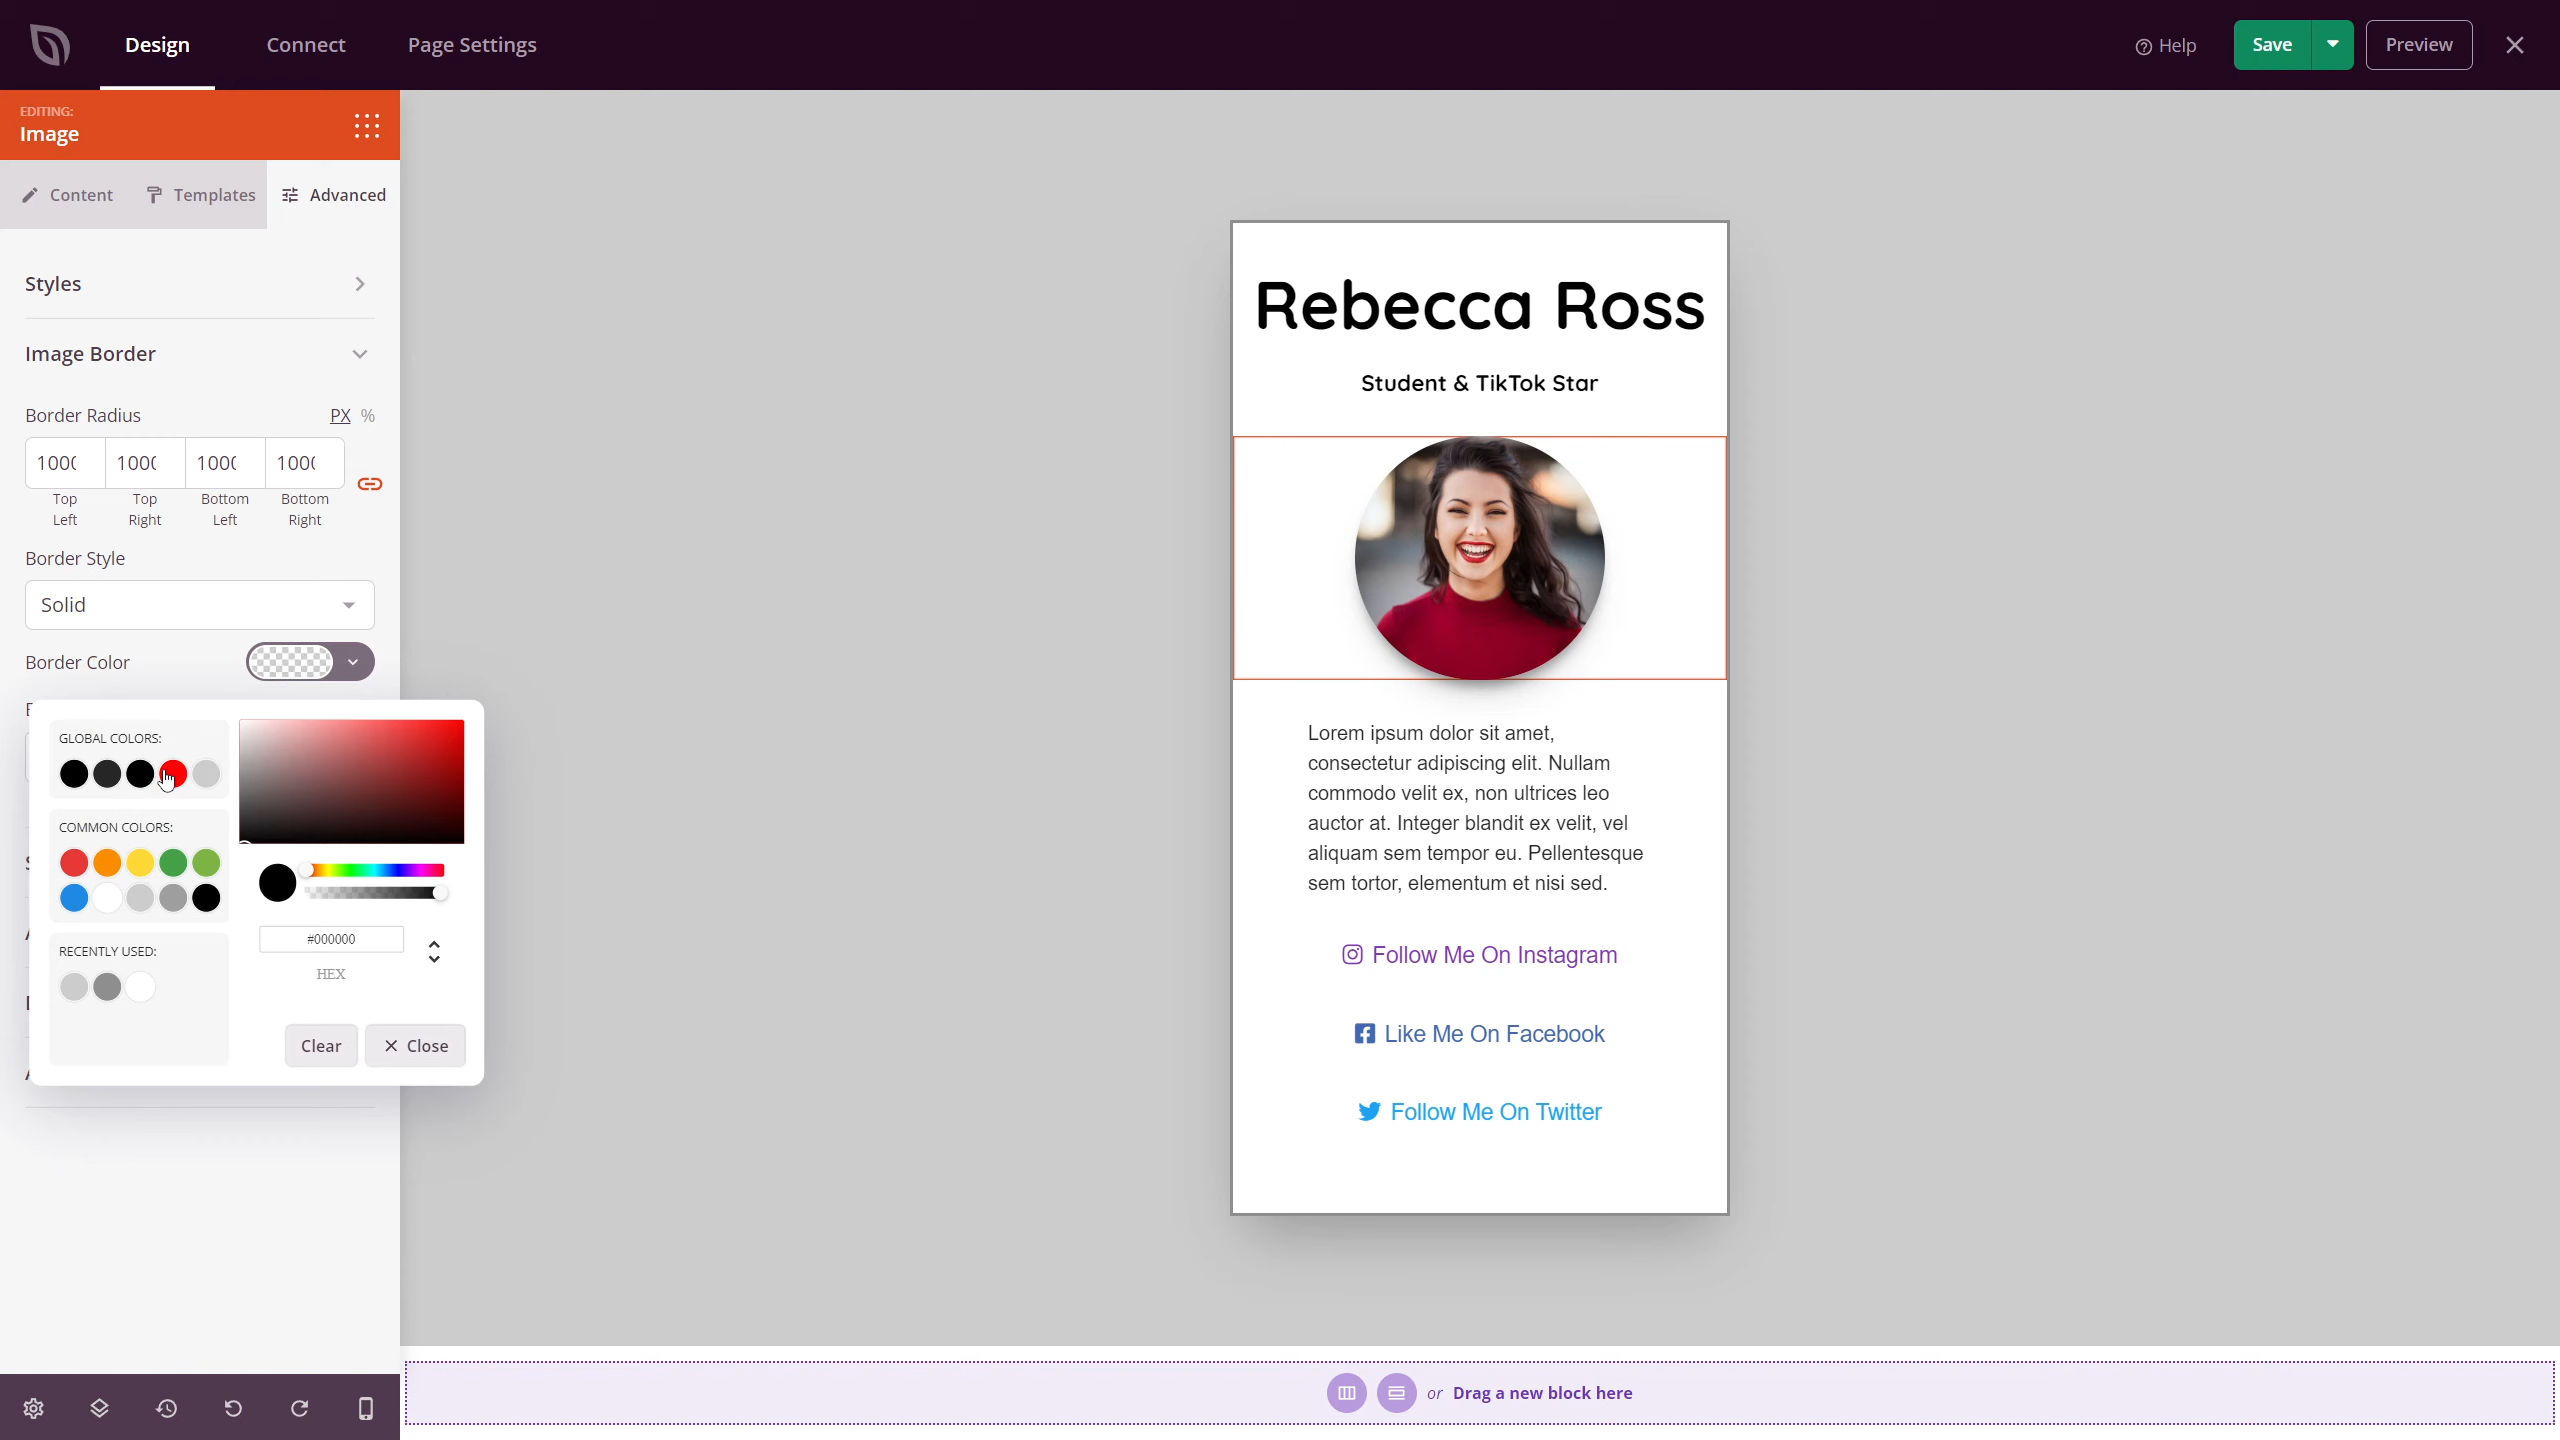 Design
Connect
Page Settings
Help
Save
Preview
EDITING:
Image
Content
Templates
Advanced
Styles
Image Border
Border Radius
PX %
Top Left
Top Right
Bottom Left
Bottom Right
Border Style
Solid
Border Color
GLOBAL COLORS:
COMMON COLORS:
RECENTLY USED:
#000000
HEX
Clear
Close
Rebecca Ross
Student & TikTok Star
Lorem ipsum dolor sit amet,
consectetur adipiscing elit. Nullam
commodo velit ex, non ultrices leo
auctor at. Integer blandit ex velit, vel
aliquam sem tempor eu. Pellentesque
sem tortor, elementum et nisi sed.
Follow Me On Instagram
Like Me On Facebook
Follow Me On Twitter
or Drag a new block here